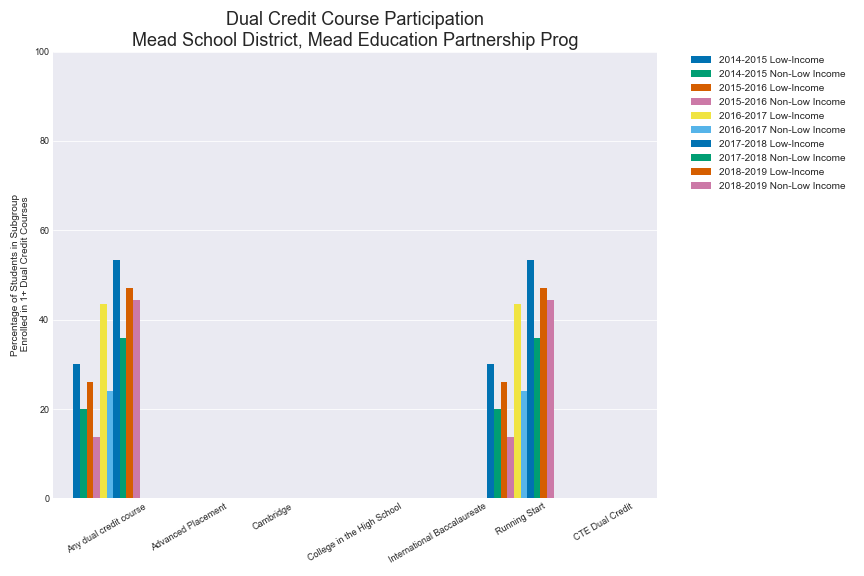 Dual Credit Course Participation
Mead School District, Mead Education Partnership Prog
Percentage of Students in Subgroup
Enrolled in 1+ Dual Credit Courses
100
80
60
40
20
0
Any dual credit course
Advanced Placement
Cambridge
College in the High School
International Baccalaureate
Running Start
CTE Dual Credit
2014-2015 Low-Income
2014-2015 Non-Low Income
2015-2016 Low-Income
2015-2016 Non-Low Income
2016-2017 Low-Income
2016-2017 Non-Low Income
2017-2018 Low-Income
2017-2018 Non-Low Income
2018-2019 Low-Income
2018-2019 Non-Low Income